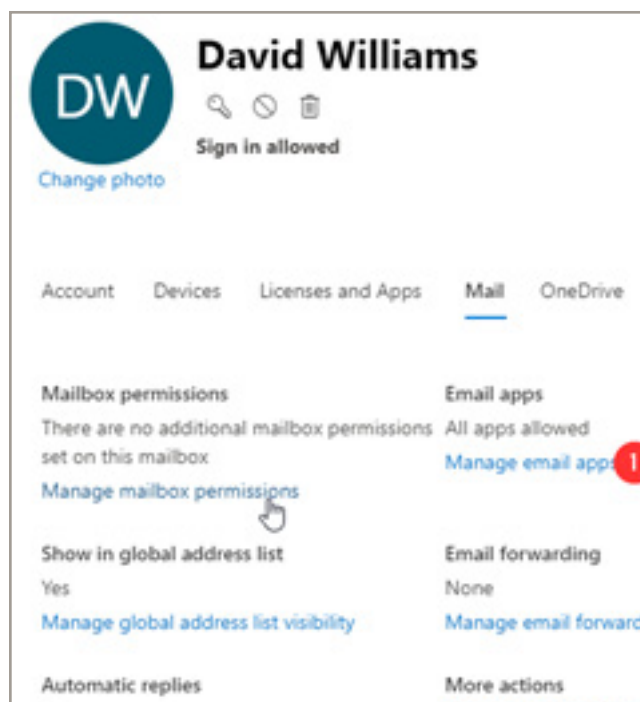 David Williams
DW
Sign in allowed
Change photo
Account Devices Licenses and Apps Mail OneDrive
Mailbox permissions
There are no additional mailbox permissions
set on this mailbox
Manage mailbox permissions
Email apps
All apps allowed
Manage email apps
1
Show in global address list
Yes
Manage global address list visibility
Email forwarding
None
Manage email forward
Automatic replies
More actions